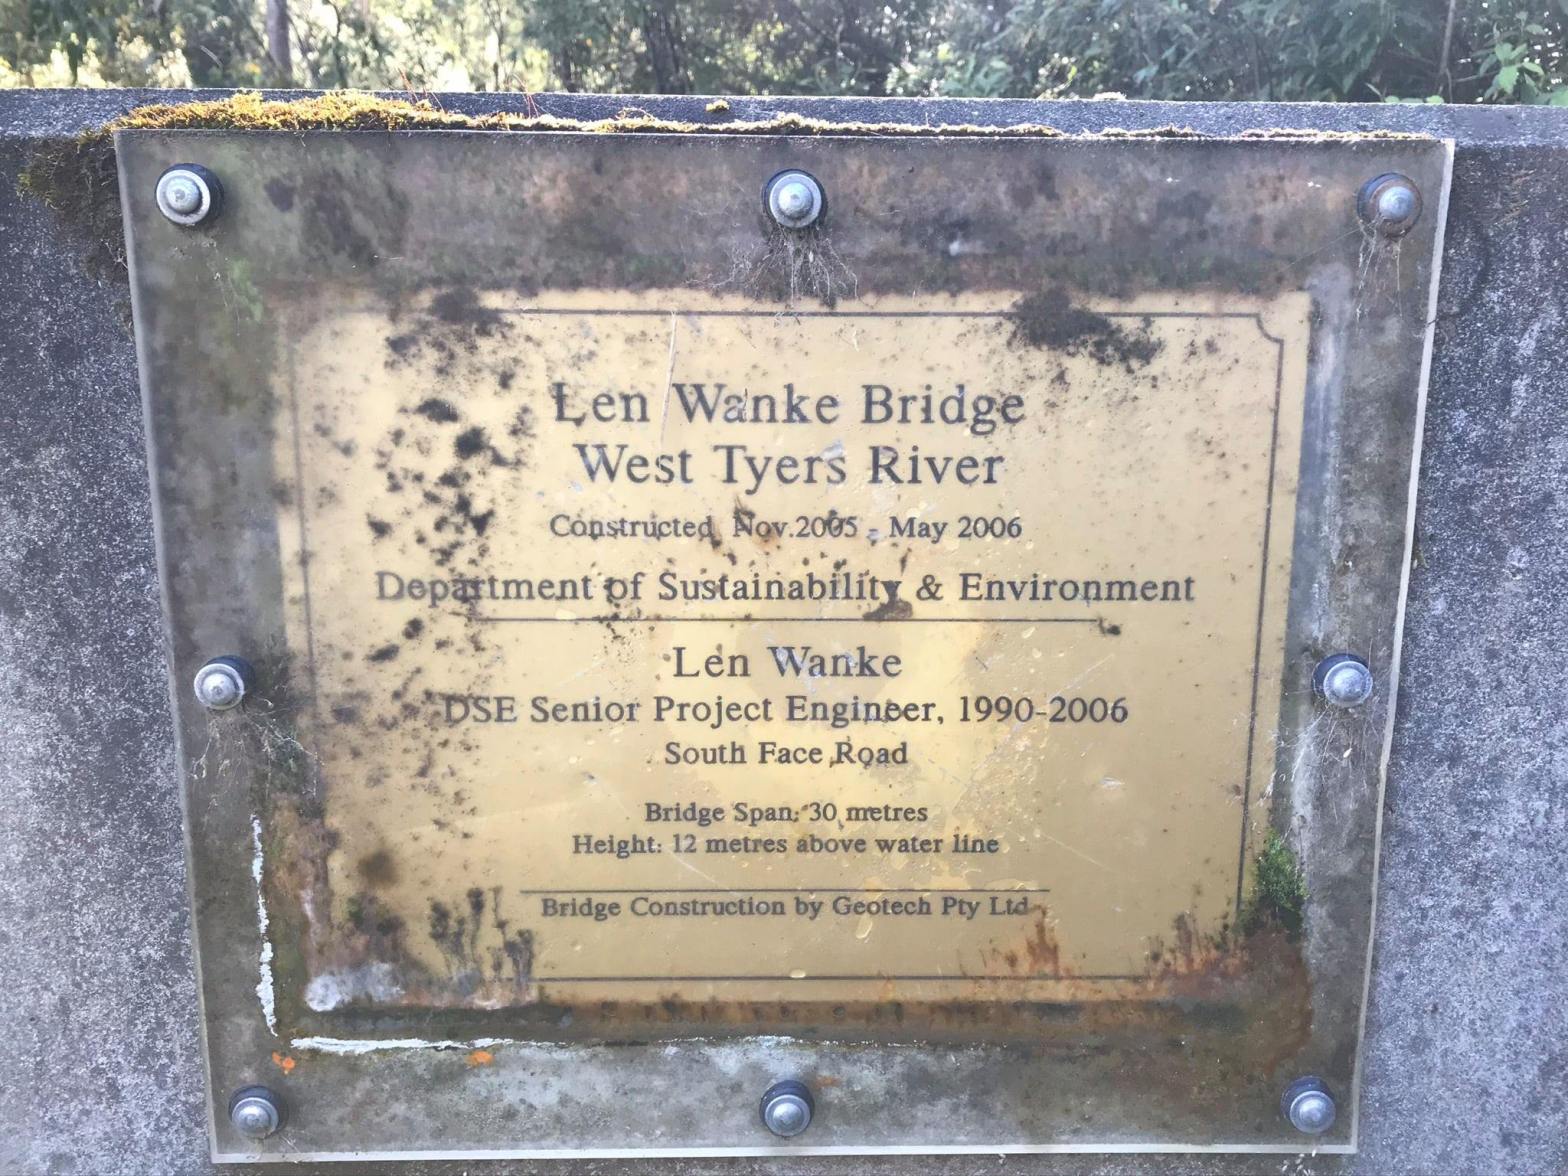 Len Wanke Bridge
West Tyers River
Constructed Nov.2005 - May 2006
Department of Sustainability & Environment
Len Wanke
DSE Senior Project Engineer, 1990-2006
South Face Road
Bridge Span: 30 metres
Height: 12 metres above water line
Bridge Construction by Geotech Pty Ltd